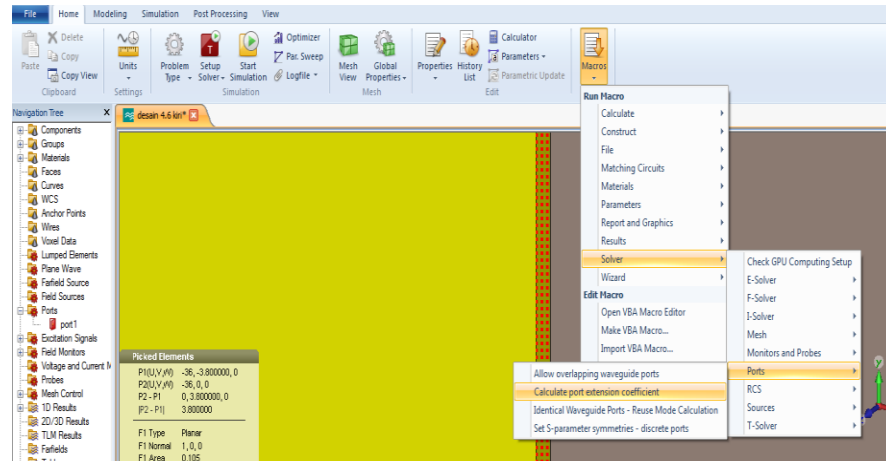 File Home Modeling Simulation Post Processing View
Paste
Delete
Copy
Copy View
Clipboard
Units
Settings
Problem Type
Setup Solver
Start Simulation
Optimizer
Par. Sweep
Logfile
Simulation
Mesh View
Global Properties
Mesh
Properties
History List
Calculator
Parameters
Parametric Update
Edit
Macros
Navigation Tree X
desain 4.6 kin*
Components
Groups
Materials
Faces
Curves
WCS
Anchor Points
Wires
Voxel Data
Lumped Elements
Plane Wave
Farfield Source
Field Sources
Ports
port1
Excitation Signals
Field Monitors
Voltage and Current M
Probes
Mesh Control
1D Results
2D/3D Results
TLM Results
Farfields
Picked Elements
P1(U,V,W) -36, -3.800000, 0
P2(U,V,W) -36, 0, 0
P2 - P1 0, 3.800000, 0
|P2 - P1| 3.800000
F1 Type Planar
F1 Normal 1, 0, 0
F1 Area 0.105
Run Macro
Calculate
Construct
File
Matching Circuits
Materials
Parameters
Report and Graphics
Results
Solver
Wizard
Edit Macro
Open VBA Macro Editor
Make VBA Macro...
Import VBA Macro...
Check GPU Computing Setup
E-Solver
F-Solver
I-Solver
Mesh
Monitors and Probes
Ports
RCS
Sources
T-Solver
Allow overlapping waveguide ports
Calculate port extension coefficient
Identical Waveguide Ports - Reuse Mode Calculation
Set S-parameter symmetries - discrete ports
y